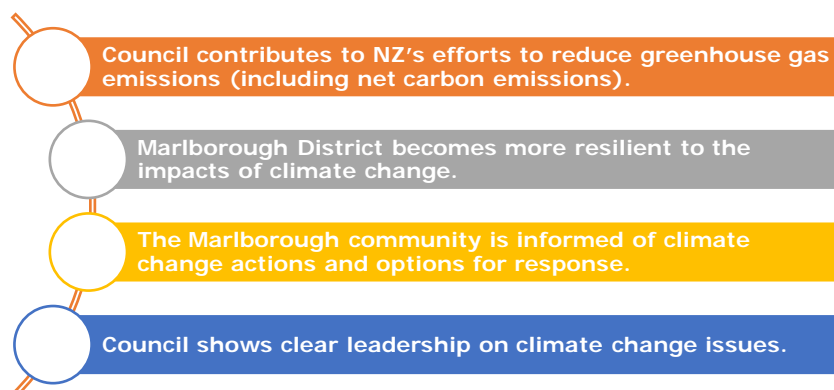 Council contributes to NZ's efforts to reduce greenhouse gas
emissions (including net carbon emissions).
Marlborough District becomes more resilient to the
impacts of climate change.
The Marlborough community is informed of climate
change actions and options for response.
Council shows clear leadership on climate change issues.